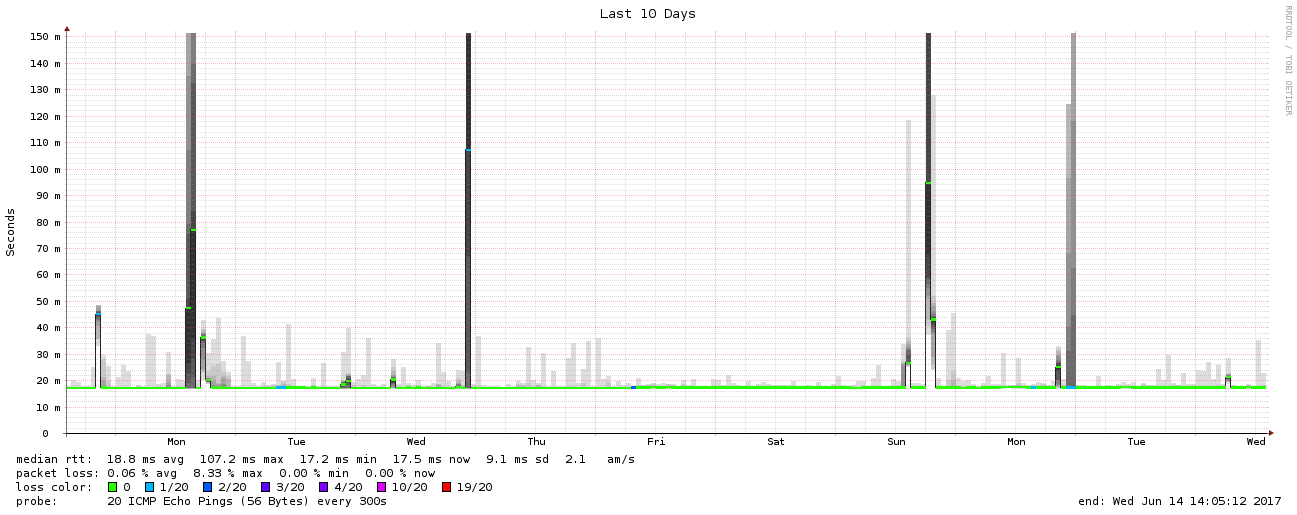 Last 10 Days
RRDTOOL / TOBI OETIKER
Seconds
150 m
140 m
130 m
120 m
110 m
100 m
90 m
80 m
70 m
60 m
50 m
40 m
30 m
20 m
10 m
0
Mon Tue Wed Thu Fri Sat Sun Mon Tue Wed
median rtt: 18.8 ms avg 107.2 ms max 17.2 ms min 17.5 ms now 9.1 ms sd 2.1 am/s
packet loss: 0.06 % avg 8.33 % max 0.00 % min 0.00 % now
loss color: 0 1/20 2/20 3/20 4/20 10/20 19/20
probe: 20 ICMP Echo Pings (56 Bytes) every 300s end: Wed Jun 14 14:05:12 2017